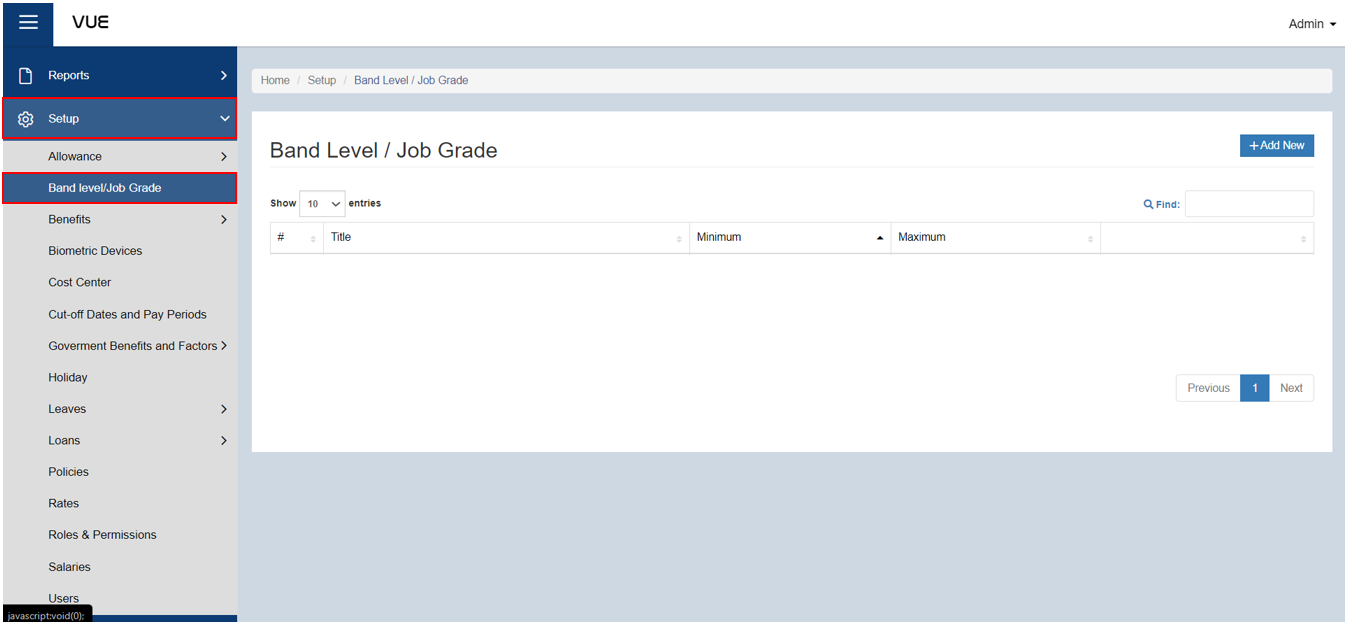 VUE
Admin
Reports
Setup
Allowance
Band level/Job Grade
Benefits
Biometric Devices
Cost Center
Cut-off Dates and Pay Periods
Goverment Benefits and Factors
Holiday
Leaves
Loans
Policies
Rates
Roles & Permissions
Salaries
Users
javascript:void(0);
Home / Setup / Band Level / Job Grade
Band Level / Job Grade
+ Add New
Show 10 entries
Find:
# Title Minimum Maximum
Previous 1 Next